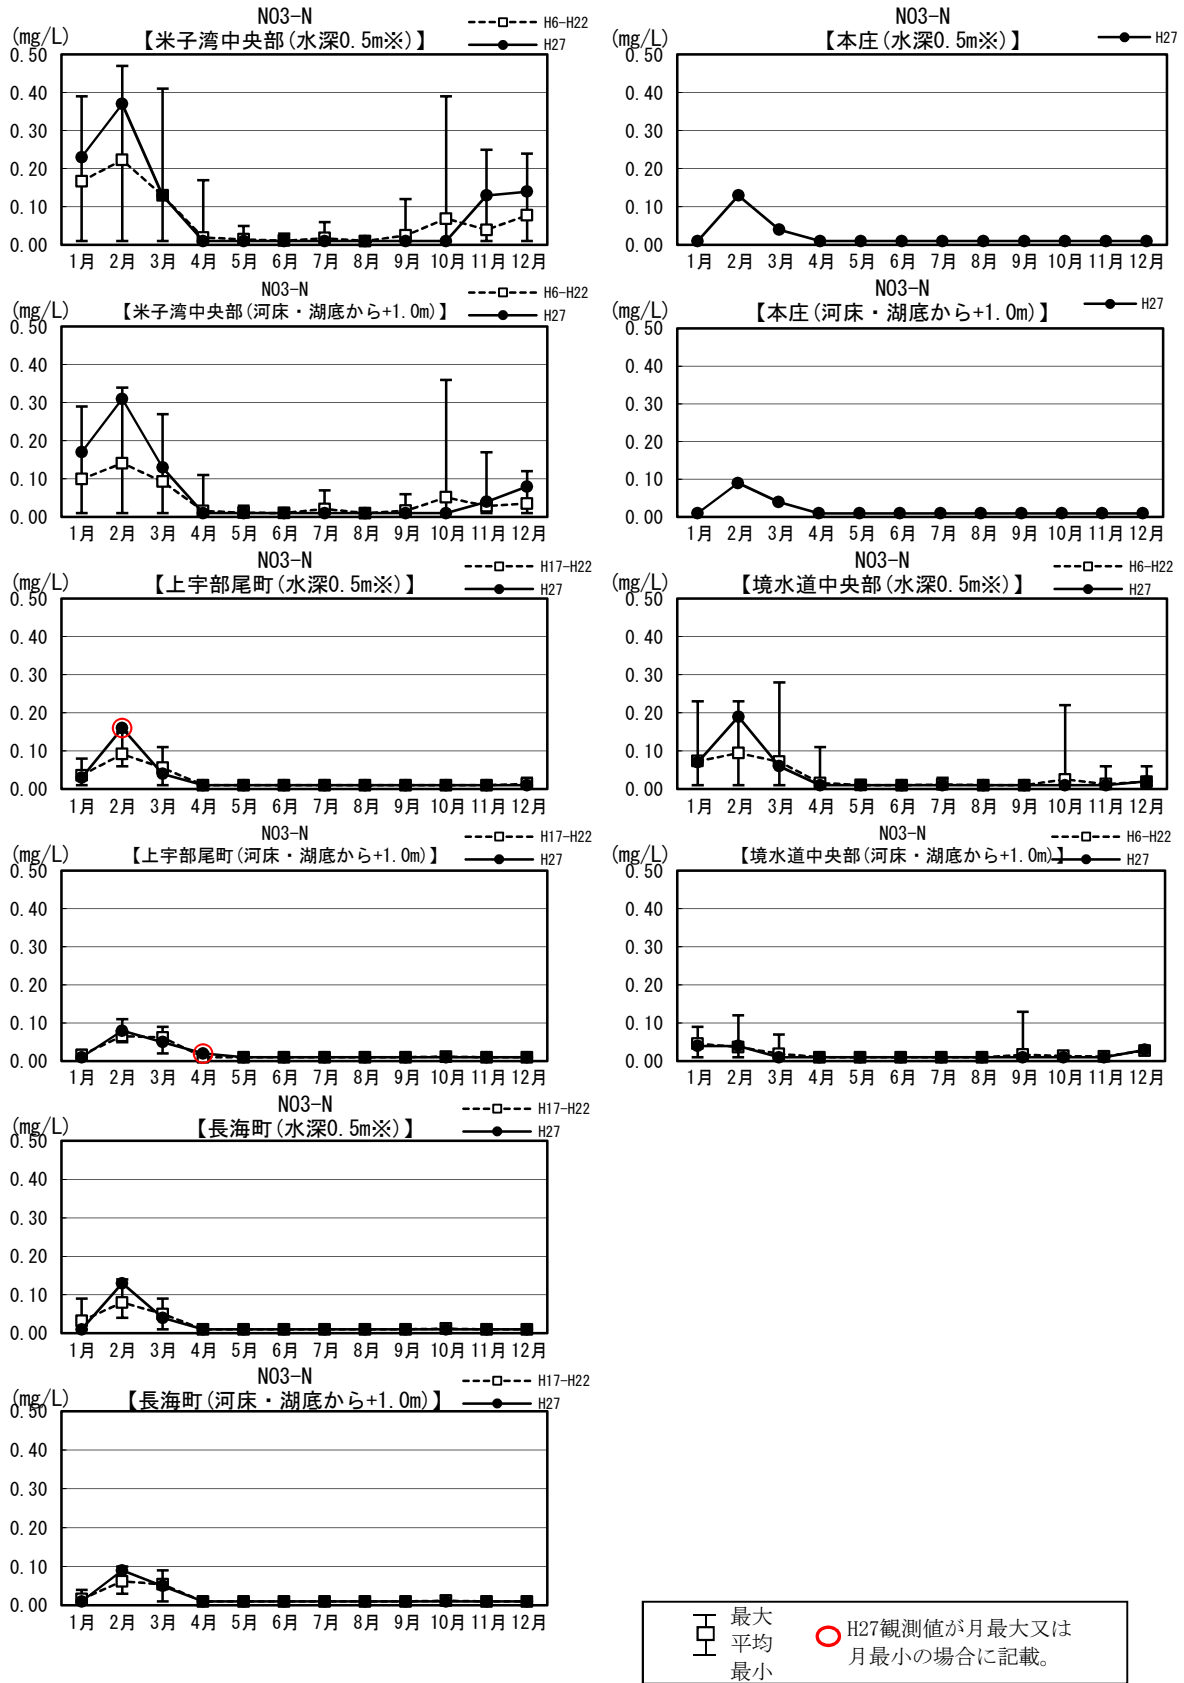 NO3-N
【米子湾中央部(水深0.5m※)】
(mg/L)
H6-H22
H27
0.50
0.40
0.30
0.20
0.10
0.00
1月 2月 3月 4月 5月 6月 7月 8月 9月 10月 11月 12月
NO3-N
【本庄(水深0.5m※)】
(mg/L)
H27
0.50
0.40
0.30
0.20
0.10
0.00
1月 2月 3月 4月 5月 6月 7月 8月 9月 10月 11月 12月
NO3-N
【米子湾中央部(河床・湖底から+1.0m)】
(mg/L)
H6-H22
H27
0.50
0.40
0.30
0.20
0.10
0.00
1月 2月 3月 4月 5月 6月 7月 8月 9月 10月 11月 12月
NO3-N
【本庄(河床・湖底から+1.0m)】
(mg/L)
H27
0.50
0.40
0.30
0.20
0.10
0.00
1月 2月 3月 4月 5月 6月 7月 8月 9月 10月 11月 12月
NO3-N
【上宇部尾町(水深0.5m※)】
(mg/L)
H17-H22
H27
0.50
0.40
0.30
0.20
0.10
0.00
1月 2月 3月 4月 5月 6月 7月 8月 9月 10月 11月 12月
NO3-N
【境水道中央部(水深0.5m※)】
(mg/L)
H6-H22
H27
0.50
0.40
0.30
0.20
0.10
0.00
1月 2月 3月 4月 5月 6月 7月 8月 9月 10月 11月 12月
NO3-N
【上宇部尾町(河床・湖底から+1.0m)】
(mg/L)
H17-H22
H27
0.50
0.40
0.30
0.20
0.10
0.00
1月 2月 3月 4月 5月 6月 7月 8月 9月 10月 11月 12月
NO3-N
【境水道中央部(河床・湖底から+1.0m)】
(mg/L)
H6-H22
H27
0.50
0.40
0.30
0.20
0.10
0.00
1月 2月 3月 4月 5月 6月 7月 8月 9月 10月 11月 12月
NO3-N
【長海町(水深0.5m※)】
(mg/L)
H17-H22
H27
0.50
0.40
0.30
0.20
0.10
0.00
1月 2月 3月 4月 5月 6月 7月 8月 9月 10月 11月 12月
NO3-N
【長海町(河床・湖底から+1.0m)】
(mg/L)
H17-H22
H27
0.50
0.40
0.30
0.20
0.10
0.00
1月 2月 3月 4月 5月 6月 7月 8月 9月 10月 11月 12月
最大
平均
最小
H27観測値が月最大又は
月最小の場合に記載。